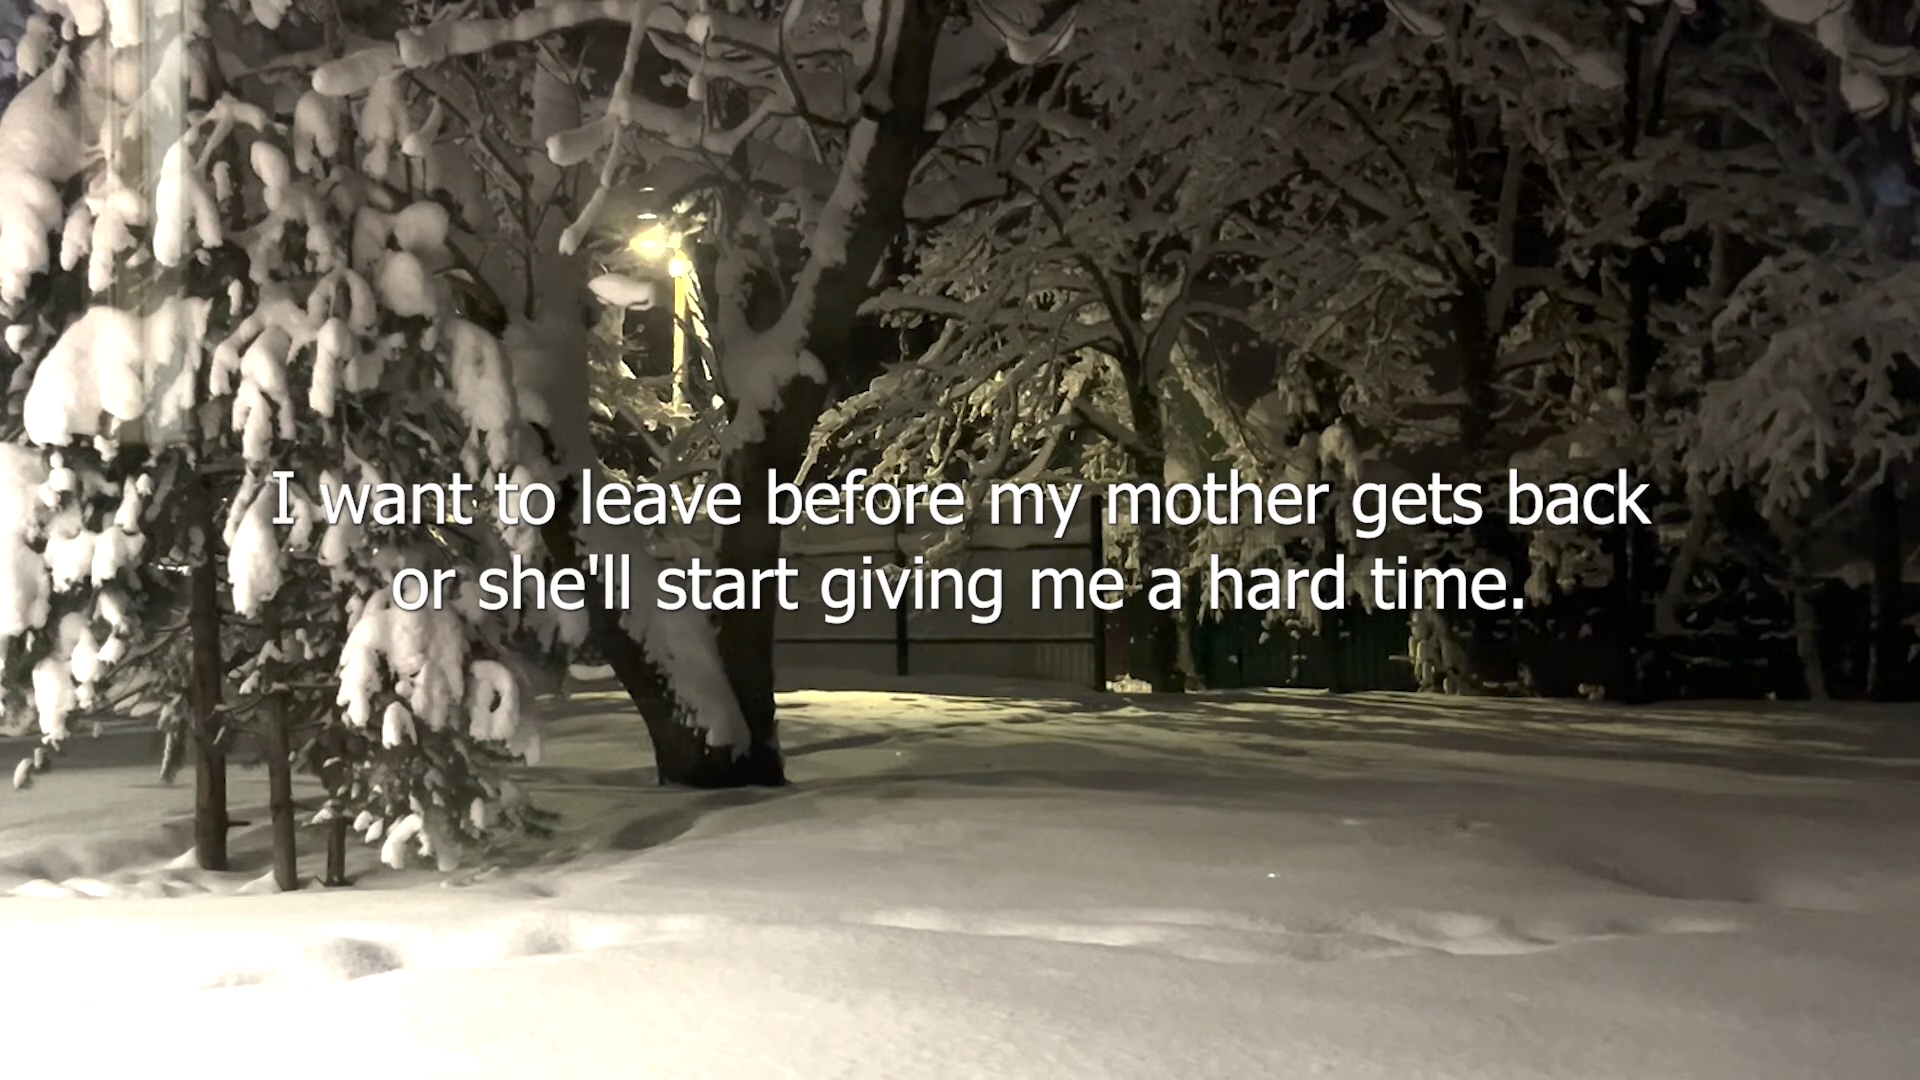 I want to leave before my mother gets back
or she'll start giving me a hard time.